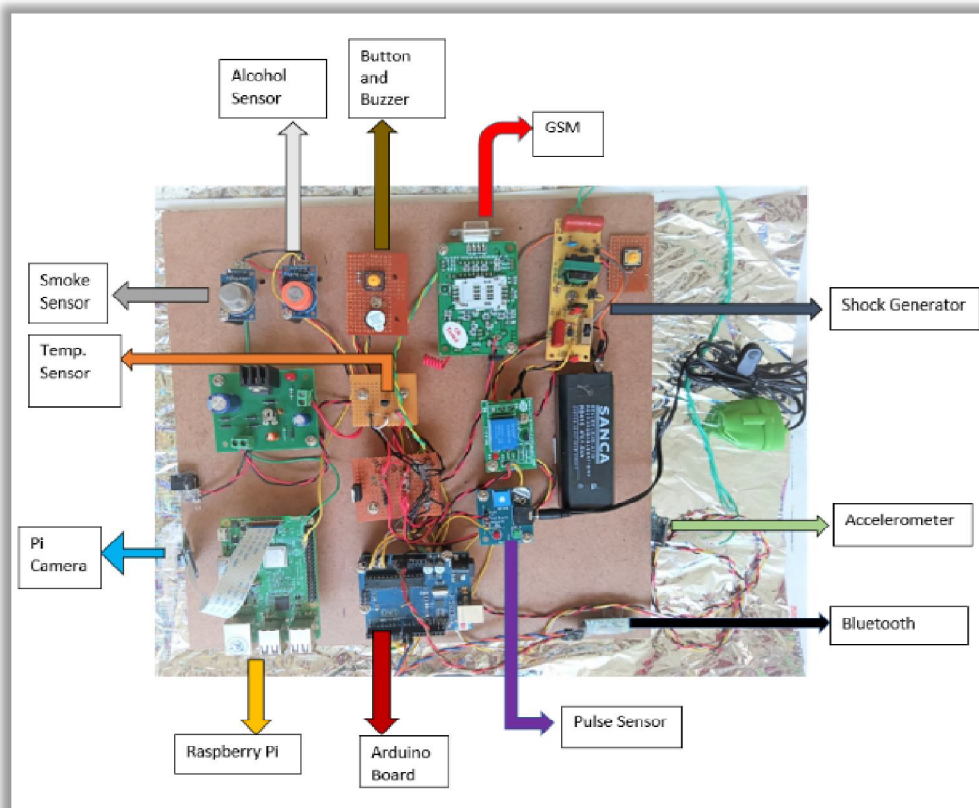 Button
and
Buzzer
Alcohol
Sensor
GSM
Smoke
Sensor
Shock Generator
Temp.
Sensor
SANCA
Accelerometer
Pi
Camera
Bluetooth
Pulse Sensor
Raspberry Pi
Arduino
Board